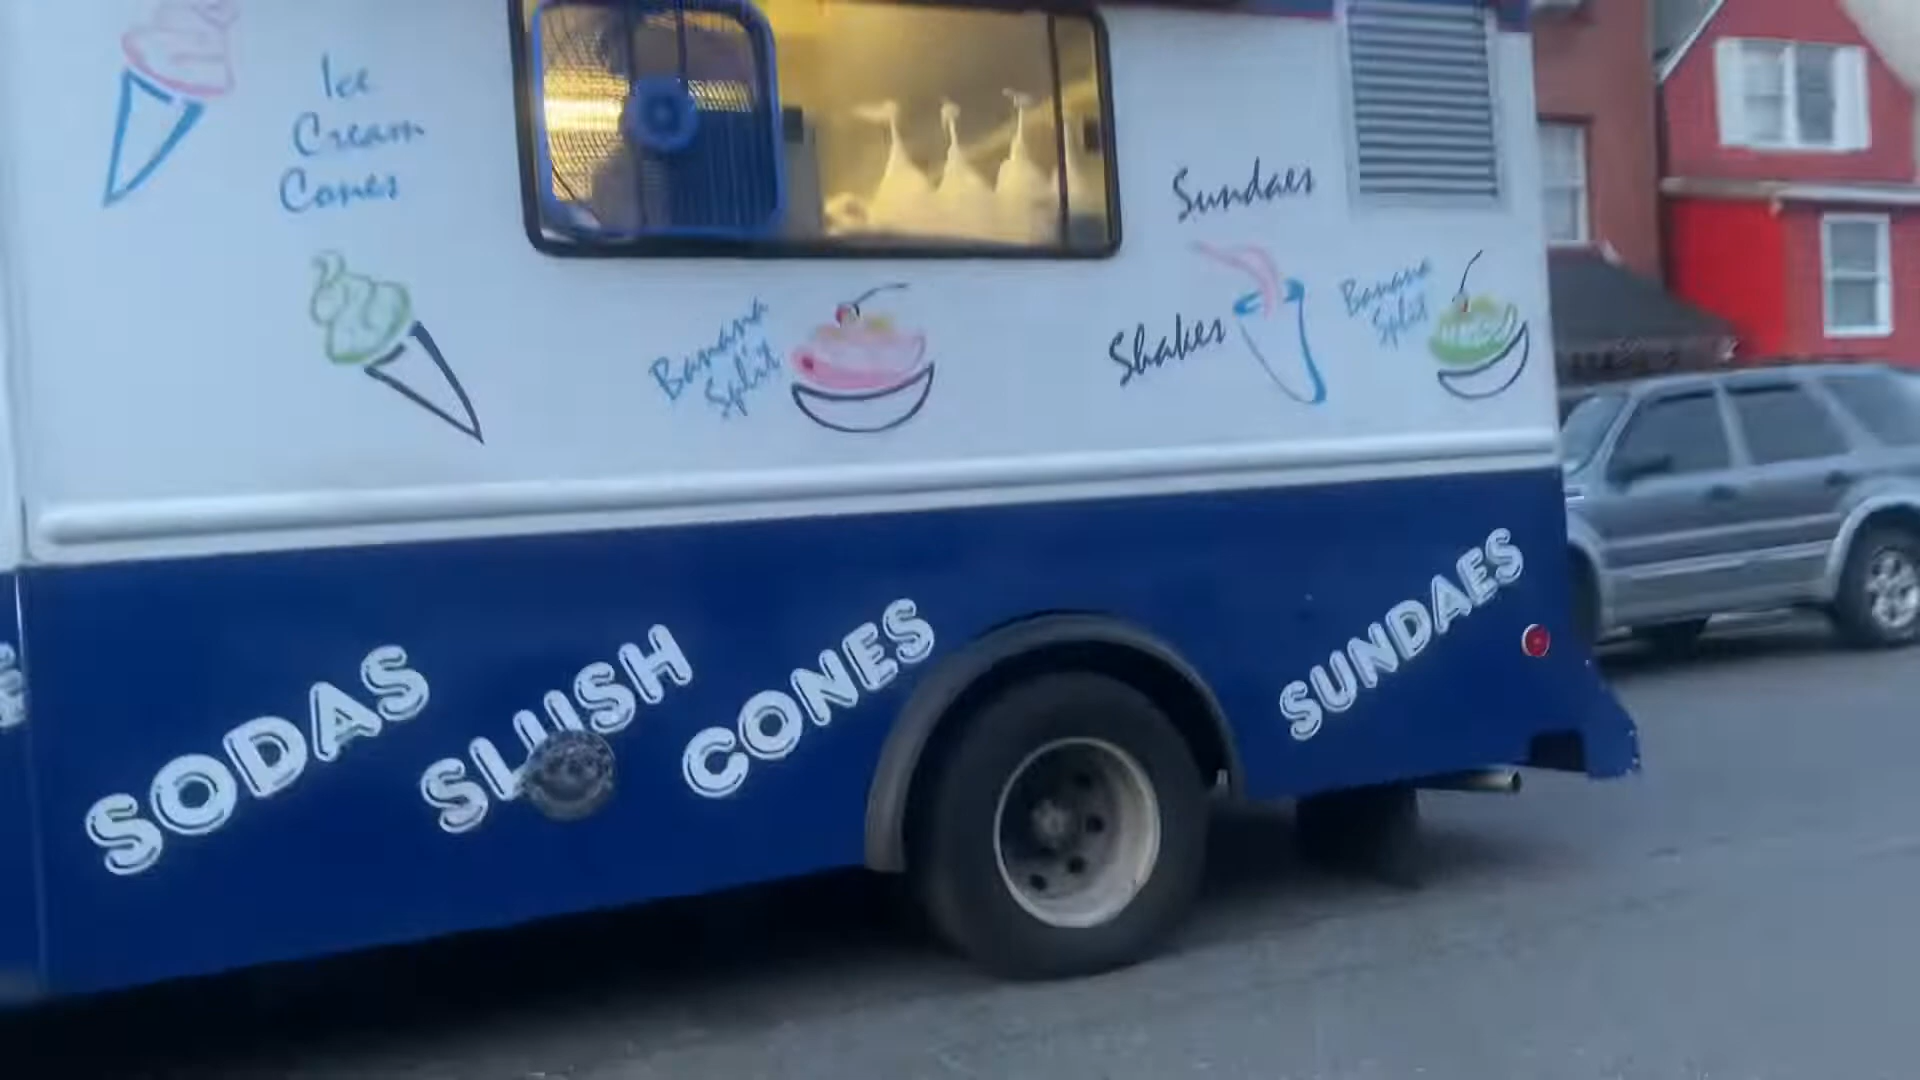 Ice
Cream
Cones
Sundaes
Banana
Split
Shakes
Banana
Split
SODAS
SLUSH
CONES
SUNDAES